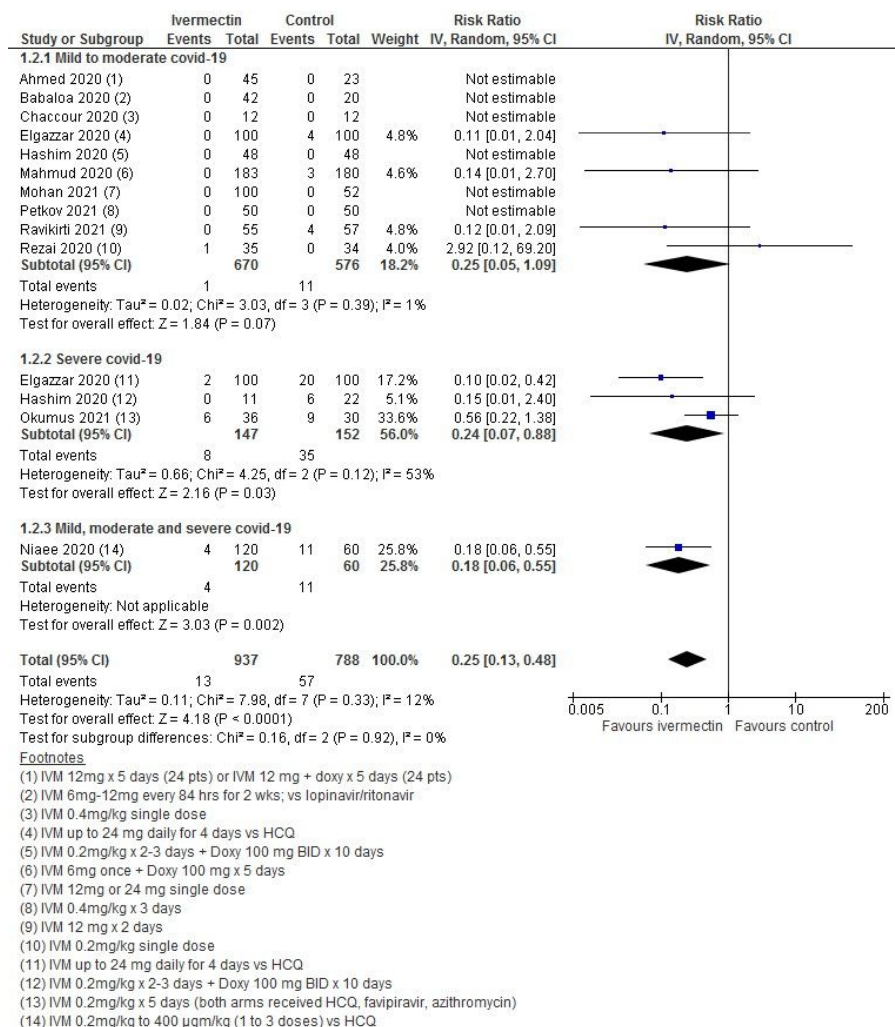 Ivermectin Control Risk Ratio Risk Ratio
Study or Subgroup Events Total Events Total Weight IV, Random, 95% CI IV, Random, 95% CI
1.2.1 Mild to moderate covid-19
Ahmed 2020 (1) 0 45 0 23 Not estimable
Babaloa 2020 (2) 0 42 0 20 Not estimable
Chaccour 2020 (3) 0 12 0 12 Not estimable
Elgazzar 2020 (4) 0 100 4 100 4.8% 0.11 [0.01, 2.04]
Hashim 2020 (5) 0 48 0 48 Not estimable
Mahmud 2020 (6) 0 183 3 180 4.6% 0.14 [0.01, 2.70]
Mohan 2021 (7) 0 100 0 52 Not estimable
Petkov 2021 (8) 0 50 0 50 Not estimable
Ravikirti 2021 (9) 0 55 4 57 4.8% 0.12 [0.01, 2.09]
Rezai 2020 (10) 1 35 0 34 4.0% 2.92 [0.12, 69.20]
Subtotal (95% CI) 670 576 18.2% 0.25 [0.05, 1.09]
Total events 1 11
Heterogeneity: Tau² = 0.02; Chi² = 3.03, df = 3 (P = 0.39); I² = 1%
Test for overall effect: Z = 1.84 (P = 0.07)
1.2.2 Severe covid-19
Elgazzar 2020 (11) 2 100 20 100 17.2% 0.10 [0.02, 0.42]
Hashim 2020 (12) 0 11 6 22 5.1% 0.15 [0.01, 2.40]
Okumus 2021 (13) 6 36 9 30 33.6% 0.56 [0.22, 1.38]
Subtotal (95% CI) 147 152 56.0% 0.24 [0.07, 0.88]
Total events 8 35
Heterogeneity: Tau² = 0.66; Chi² = 4.25, df = 2 (P = 0.12); I² = 53%
Test for overall effect: Z = 2.16 (P = 0.03)
1.2.3 Mild, moderate and severe covid-19
Niaee 2020 (14) 4 120 11 60 25.8% 0.18 [0.06, 0.55]
Subtotal (95% CI) 120 60 25.8% 0.18 [0.06, 0.55]
Total events 4 11
Heterogeneity: Not applicable
Test for overall effect: Z = 3.03 (P = 0.002)
Total (95% CI) 937 788 100.0% 0.25 [0.13, 0.48]
Total events 13 57
Heterogeneity: Tau² = 0.11; Chi² = 7.98, df = 7 (P = 0.33); I² = 12%
Test for overall effect: Z = 4.18 (P < 0.0001)
Test for subgroup differences: Chi² = 0.16, df = 2 (P = 0.92), I² = 0%
0.005 0.1 1 10 200
Favours ivermectin Favours control
Footnotes
(1) IVM 12mg x 5 days (24 pts) or IVM 12 mg + doxy x 5 days (24 pts)
(2) IVM 6mg-12mg every 84 hrs for 2 wks; vs lopinavir/ritonavir
(3) IVM 0.4mg/kg single dose
(4) IVM up to 24 mg daily for 4 days vs HCQ
(5) IVM 0.2mg/kg x 2-3 days + Doxy 100 mg BID x 10 days
(6) IVM 6mg once + Doxy 100 mg x 5 days
(7) IVM 12mg or 24 mg single dose
(8) IVM 0.4mg/kg x 3 days
(9) IVM 12 mg x 2 days
(10) IVM 0.2mg/kg single dose
(11) IVM up to 24 mg daily for 4 days vs HCQ
(12) IVM 0.2mg/kg x 2-3 days + Doxy 100 mg BID x 10 days
(13) IVM 0.2mg/kg x 5 days (both arms received HCQ, favipiravir, azithromycin)
(14) IVM 0.2mg/kg to 400 µgm/kg (1 to 3 doses) vs HCQ